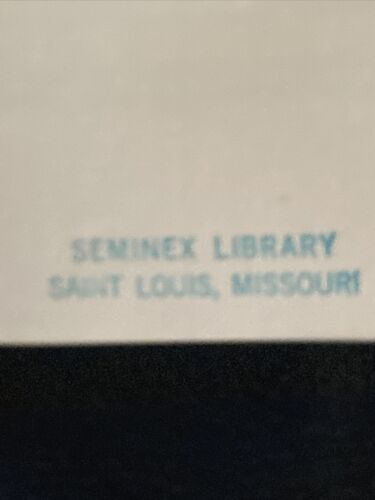 SEMINEX LIBRARY
SAINT LOUIS, MISSOURI